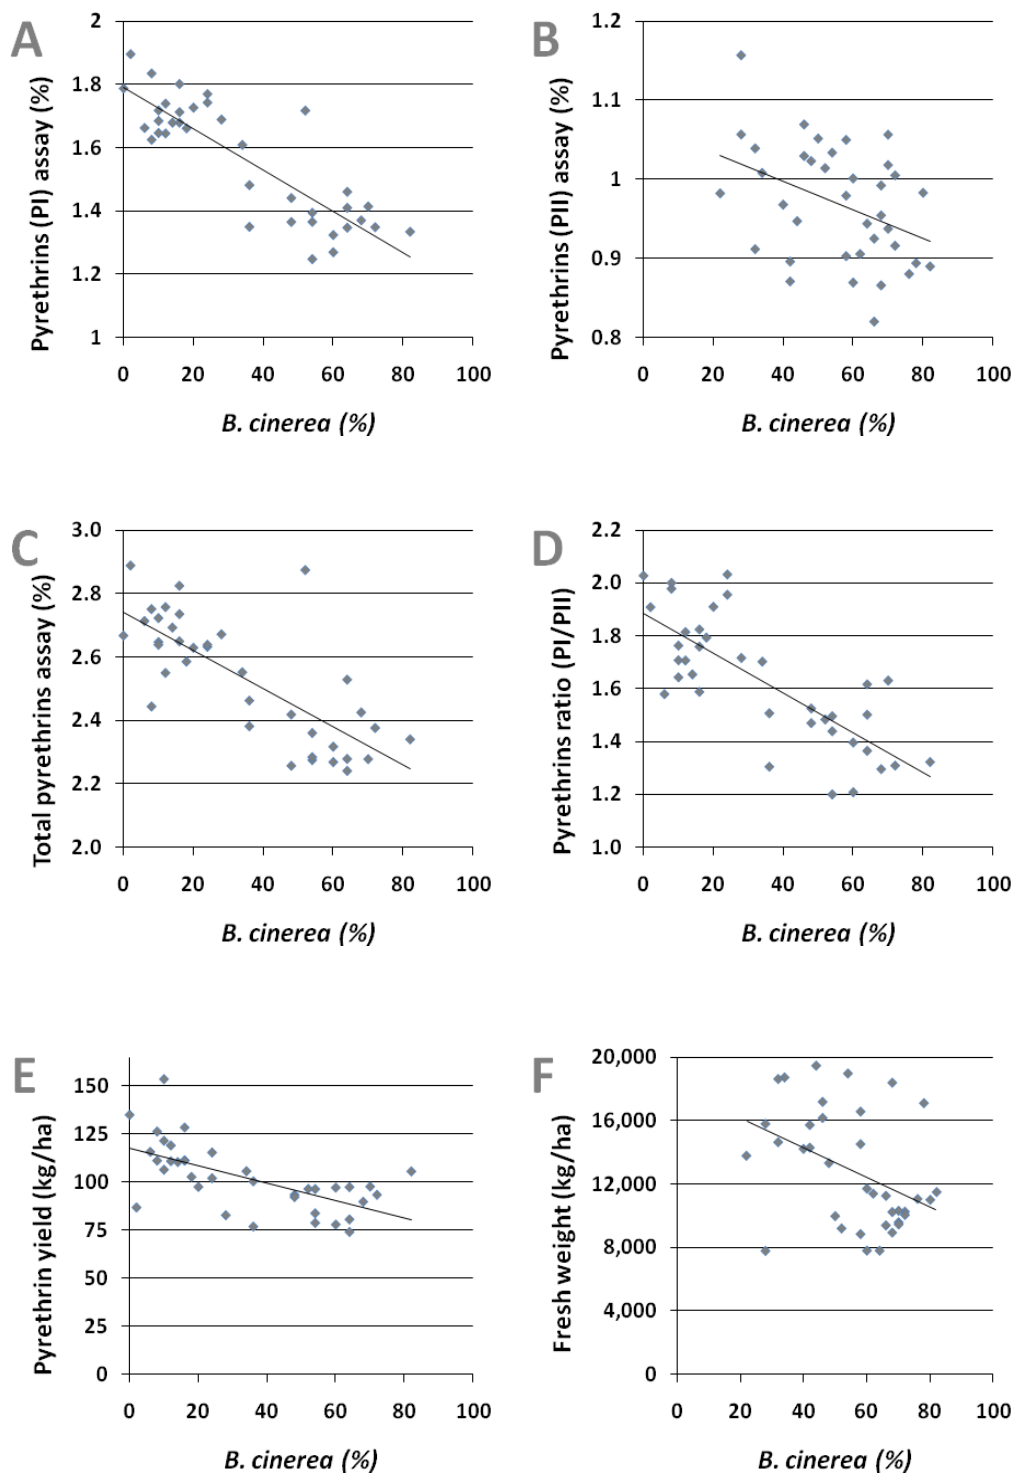 A
Pyrethrins (PI) assay (%)
2
1.8
1.6
1.4
1.2
1
0 20 40 60 80 100
B. cinerea (%)
B
Pyrethrins (PII) assay (%)
1.2
1.1
1
0.9
0.8
0 20 40 60 80 100
B. cinerea (%)
C
Total pyrethrins assay (%)
3.0
2.8
2.6
2.4
2.2
2.0
0 20 40 60 80 100
B. cinerea (%)
D
Pyrethrins ratio (PI/PII)
2.2
2.0
1.8
1.6
1.4
1.2
1.0
0 20 40 60 80 100
B. cinerea (%)
E
Pyrethrin yield (kg/ha)
150
125
100
75
50
25
0
0 20 40 60 80 100
B. cinerea (%)
F
Fresh weight (kg/ha)
20,000
16,000
12,000
8,000
4,000
0
0 20 40 60 80 100
B. cinerea (%)